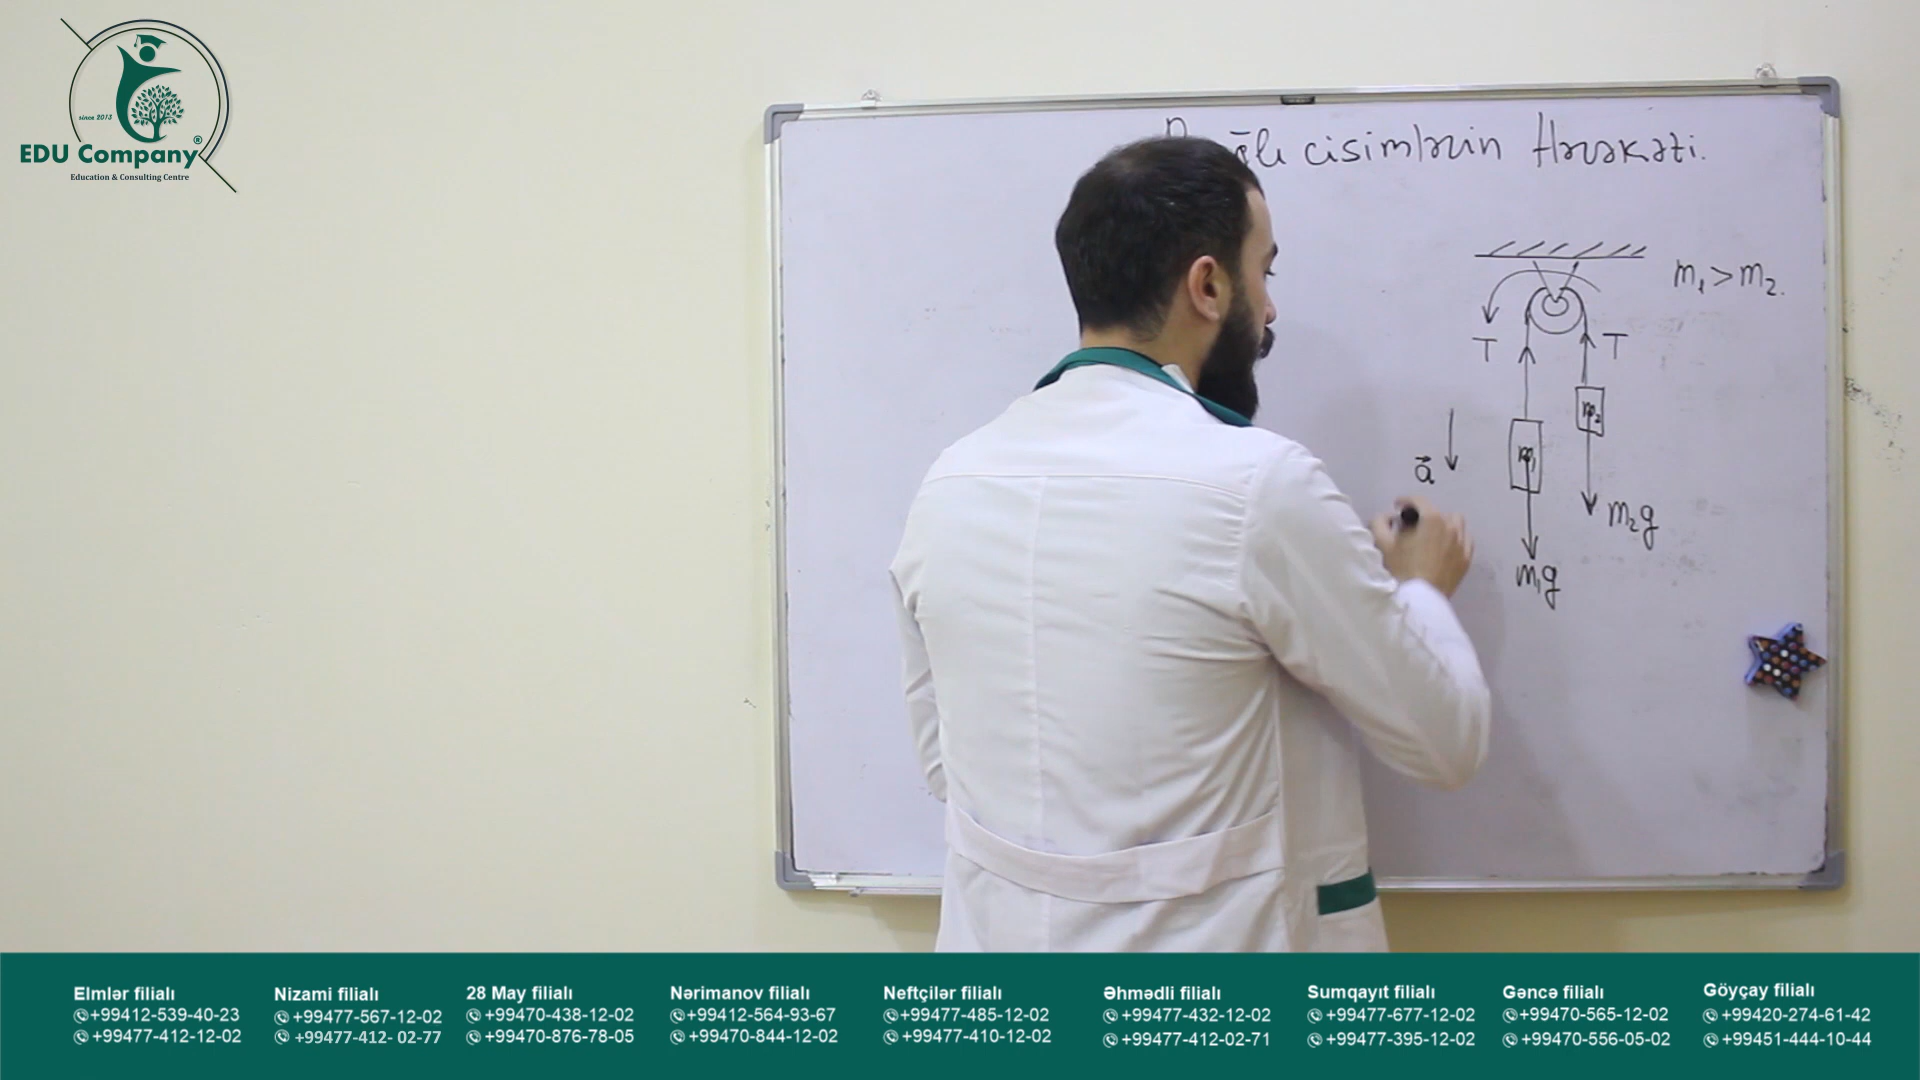 since 2013
EDU Company®
Education & Consulting Centre
cisimlərin Hərəkəti.
m₁>m₂.
T
T
m₂
a⃗
m₁
m₂g
m₁g
Elmlər filialı
+99412-539-40-23
+99477-412-12-02
Nizami filialı
+99477-567-12-02
+99477-412- 02-77
28 May filialı
+99470-438-12-02
+99470-876-78-05
Nərimanov filialı
+99412-564-93-67
+99470-844-12-02
Neftçilər filialı
+99477-485-12-02
+99477-410-12-02
Əhmədli filialı
+99477-432-12-02
+99477-412-02-71
Sumqayıt filialı
+99477-677-12-02
+99477-395-12-02
Gəncə filialı
+99470-565-12-02
+99470-556-05-02
Göyçay filialı
+99420-274-61-42
+99451-444-10-44